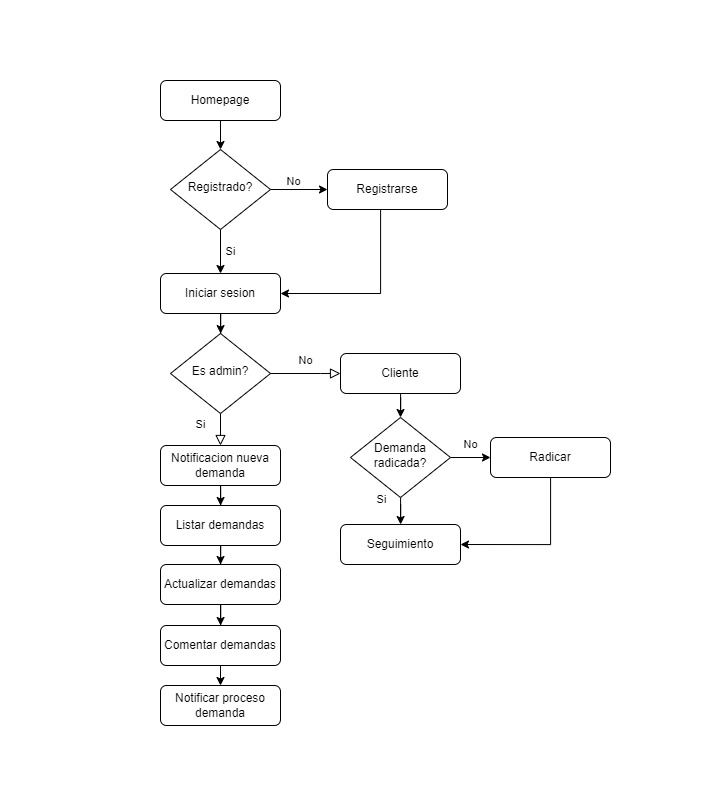 Homepage
Registrado?
No
Registrarse
Si
Iniciar sesion
Es admin?
No
Cliente
Si
Demanda
radicada?
No
Radicar
Notificacion nueva
demanda
Si
Listar demandas
Seguimiento
Actualizar demandas
Comentar demandas
Notificar proceso
demanda